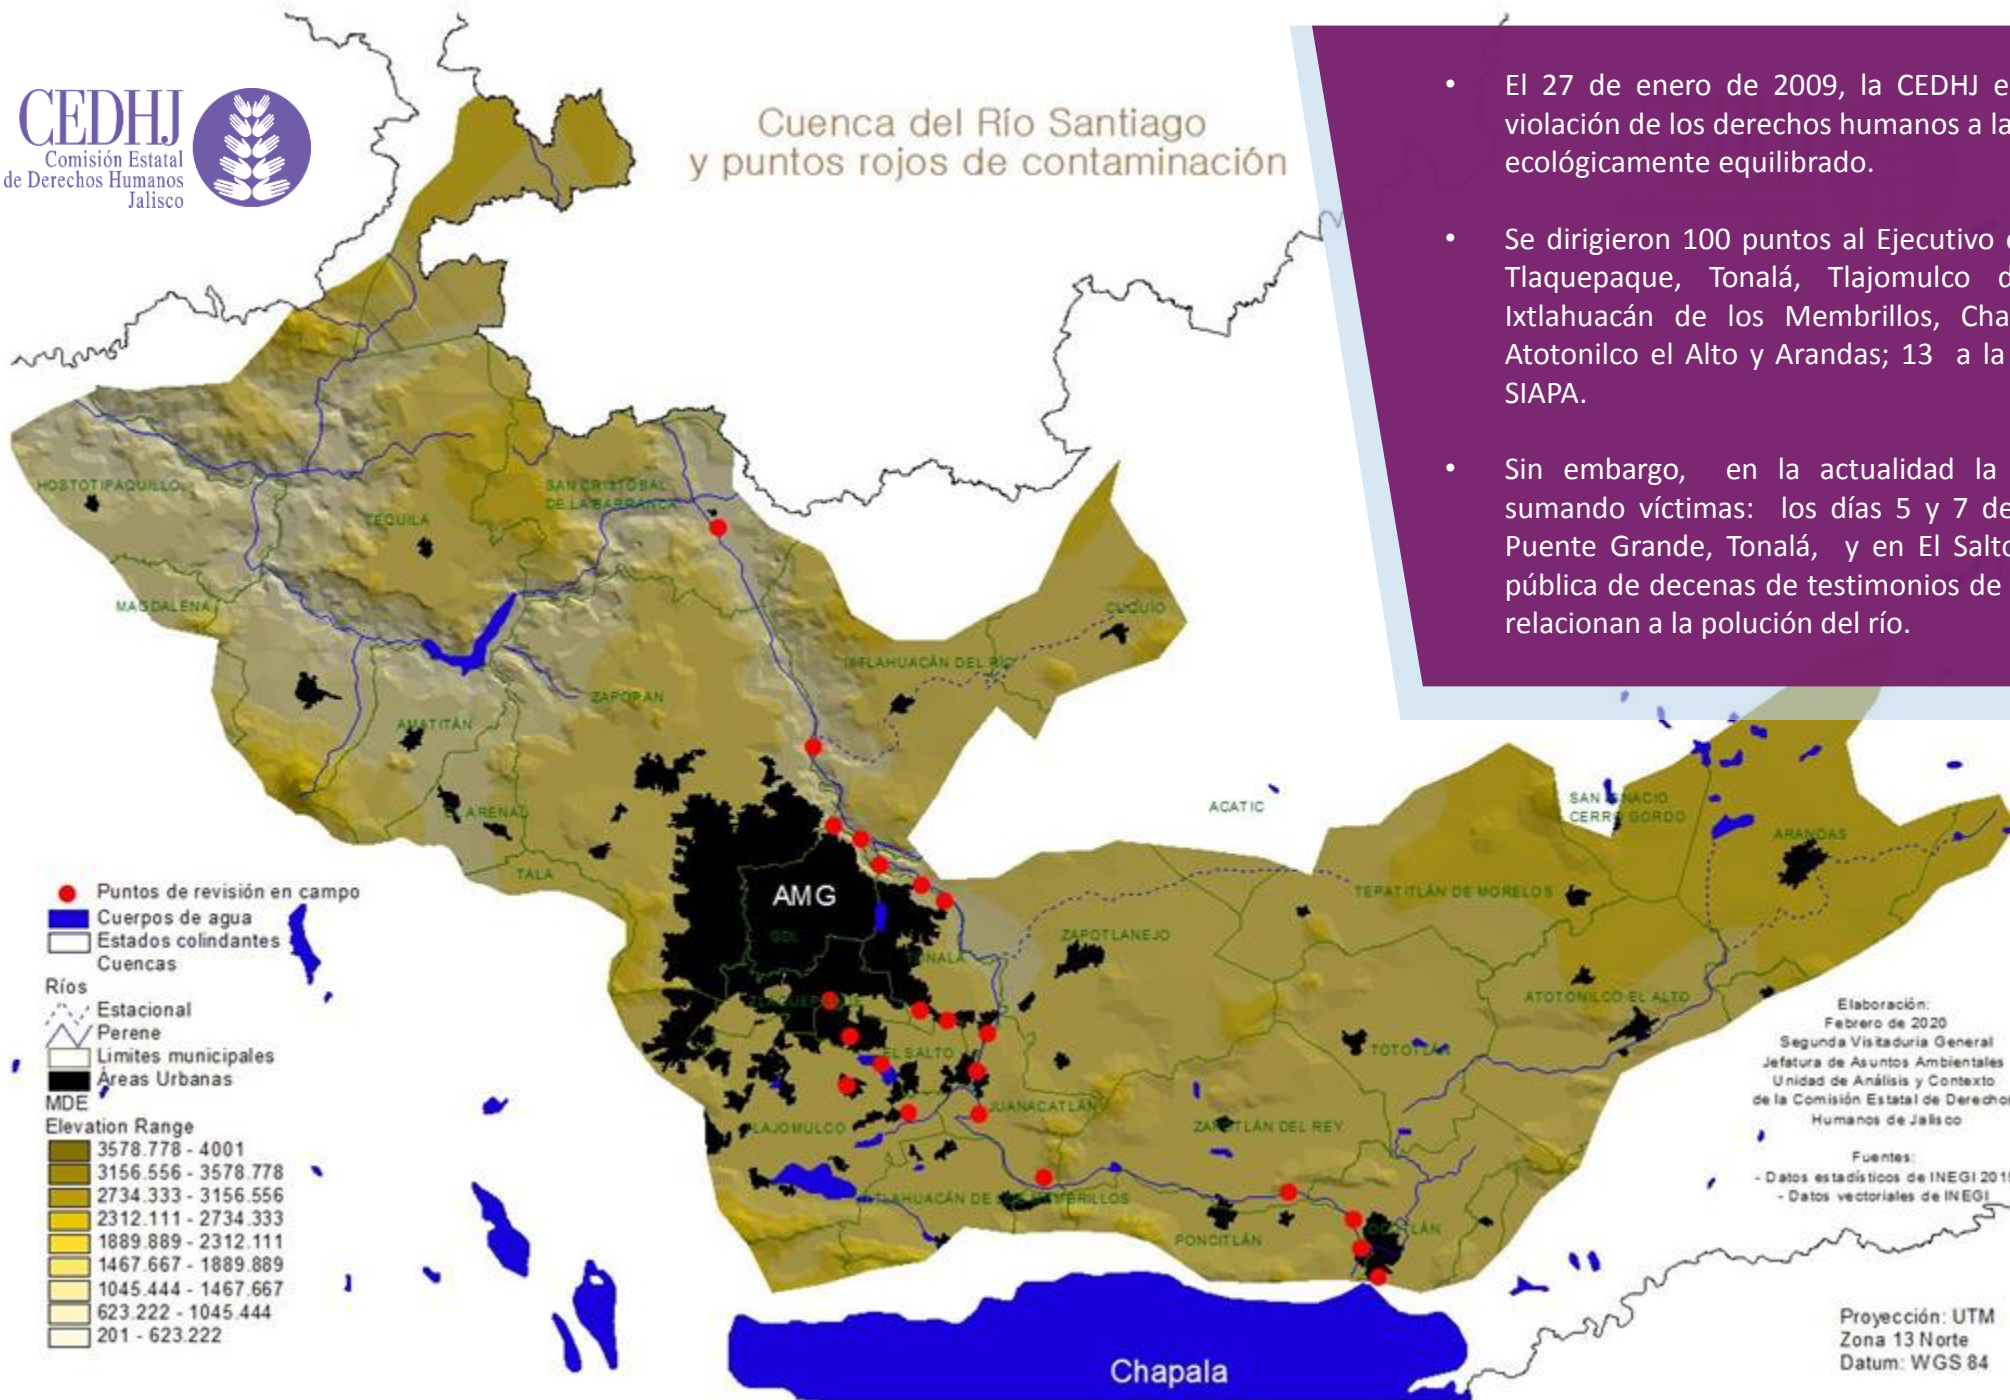 CEDHJ
Comisión Estatal
de Derechos Humanos
Jalisco
Cuenca del Río Santiago
y puntos rojos de contaminación
• El 27 de enero de 2009, la CEDHJ e
violación de los derechos humanos a la
ecológicamente equilibrado.
• Se dirigieron 100 puntos al Ejecutivo
Tlaquepaque, Tonalá, Tlajomulco d
Ixtlahuacán de los Membrillos, Cha
Atotonilco el Alto y Arandas; 13 a la
SIAPA.
• Sin embargo, en la actualidad la
sumando víctimas: los días 5 y 7 de
Puente Grande, Tonalá, y en El Salto
pública de decenas de testimonios de
relacionan a la polución del río.
HOSTOTIPAQUILLO
TEQUILA
SAN CRISTOBAL
DE LA BARRANCA
MAGDALENA
CUQUÍO
IXTLAHUACÁN DEL RÍO
ZAPOPAN
AMATITÁN
EL ARENAL
TALA
ACATIC
SAN IGNACIO
CERRO GORDO
ARANDAS
TEPATITLÁN DE MORELOS
AMG
GDL
TONALÁ
ZAPOTLANEJO
ATOTONILCO EL ALTO
TOTOTLÁN
EL SALTO
JUANACATLÁN
TLAJOMULCO
ZAPOTLÁN DEL REY
IXTLAHUACÁN DE LOS MEMBRILLOS
PONCITLÁN
OCOTLÁN
Chapala
Puntos de revisión en campo
Cuerpos de agua
Estados colindantes
Cuencas
Ríos
Estacional
Perene
Limites municipales
Áreas Urbanas
MDE
Elevation Range
3578.778 - 4001
3156.556 - 3578.778
2734.333 - 3156.556
2312.111 - 2734.333
1889.889 - 2312.111
1467.667 - 1889.889
1045.444 - 1467.667
623.222 - 1045.444
201 - 623.222
Elaboración:
Febrero de 2020
Segunda Visitaduria General
Jefatura de Asuntos Ambientales
Unidad de Análisis y Contexto
de la Comisión Estatal de Derechos
Humanos de Jalisco
Fuentes:
- Datos estadísticos de INEGI 2015
- Datos vectoriales de INEGI
Proyección: UTM
Zona 13 Norte
Datum: WGS 84